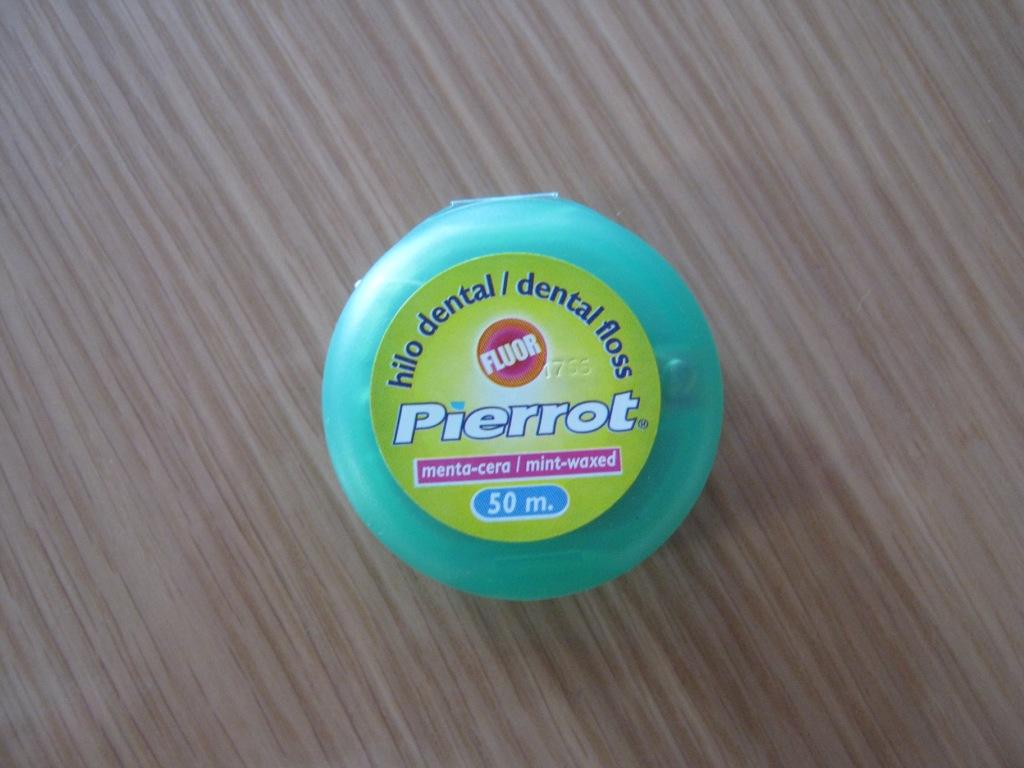 hilo dental / dental floss
FLUOR
Pierrot®
menta-cera / mint-waxed
50 m.